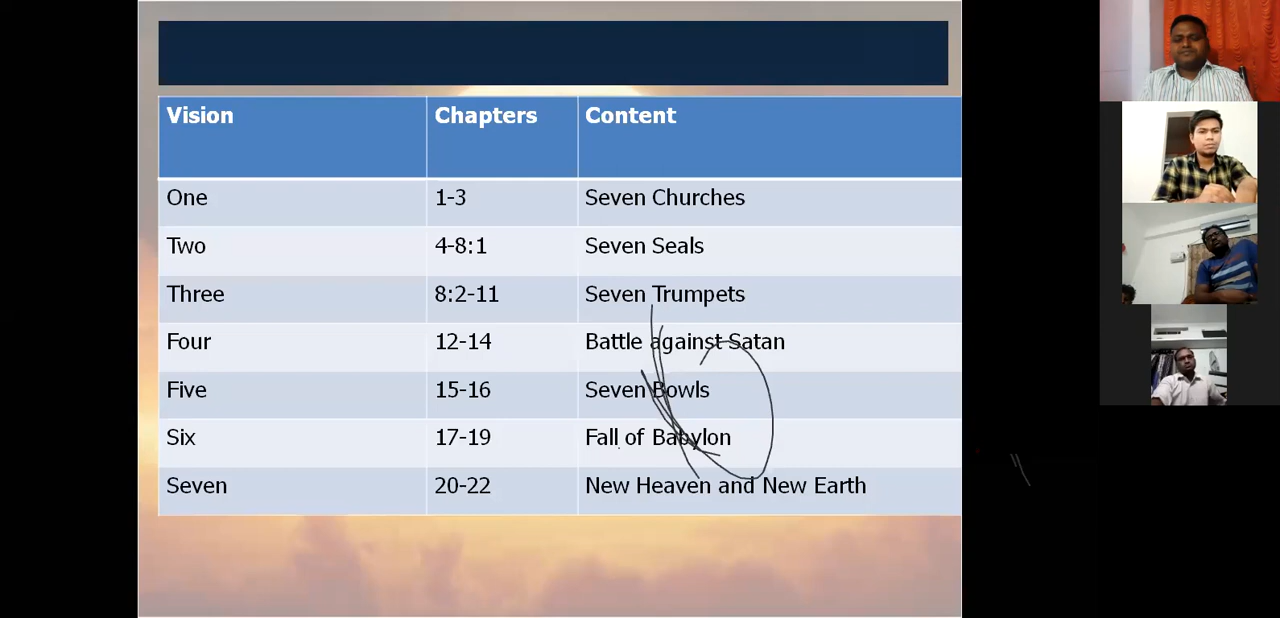 Vision Chapters Content
One 1-3 Seven Churches
Two 4-8:1 Seven Seals
Three 8:2-11 Seven Trumpets
Four 12-14 Battle against Satan
Five 15-16 Seven Bowls
Six 17-19 Fall of Babylon
Seven 20-22 New Heaven and New Earth